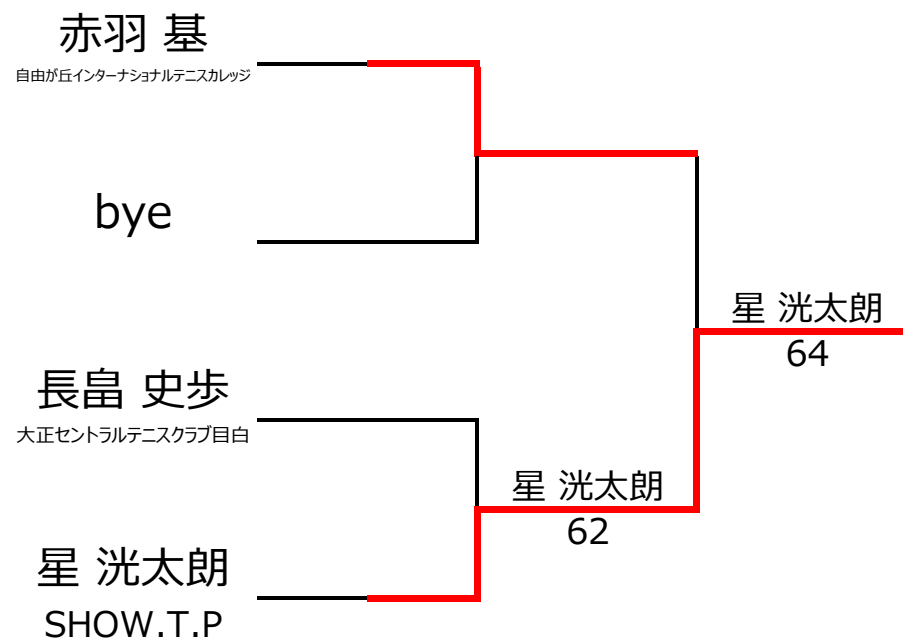 赤羽 基
自由が丘インターナショナルテニスカレッジ
bye
星 洸太朗
64
長畠 史歩
大正セントラルテニスクラブ目白
星 洸太朗
62
星 洸太朗
SHOW.T.P